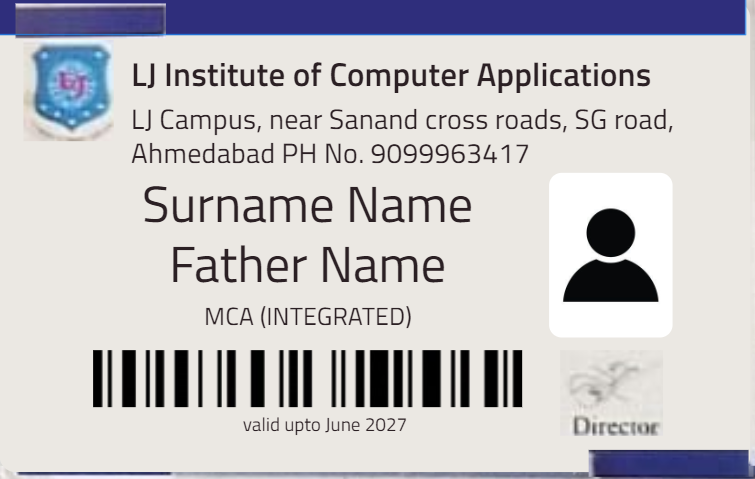 LJ
LJ Institute of Computer Applications
LJ Campus, near Sanand cross roads, SG road,
Ahmedabad PH No. 9099963417
Surname Name
Father Name
MCA (INTEGRATED)
valid upto June 2027
Director